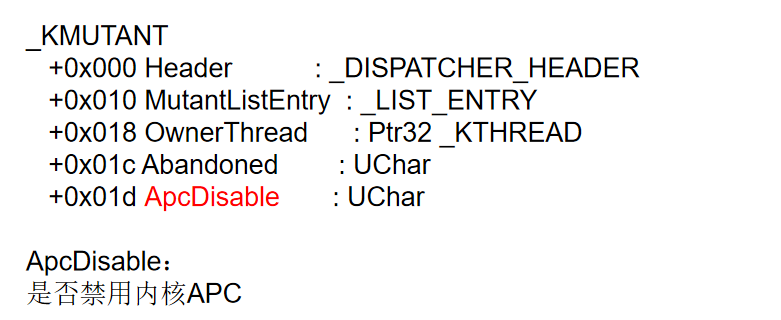 _KMUTANT
+0x000 Header : _DISPATCHER_HEADER
+0x010 MutantListEntry : _LIST_ENTRY
+0x018 OwnerThread : Ptr32 _KTHREAD
+0x01c Abandoned : UChar
+0x01d ApcDisable : UChar
ApcDisable：
是否禁用内核APC